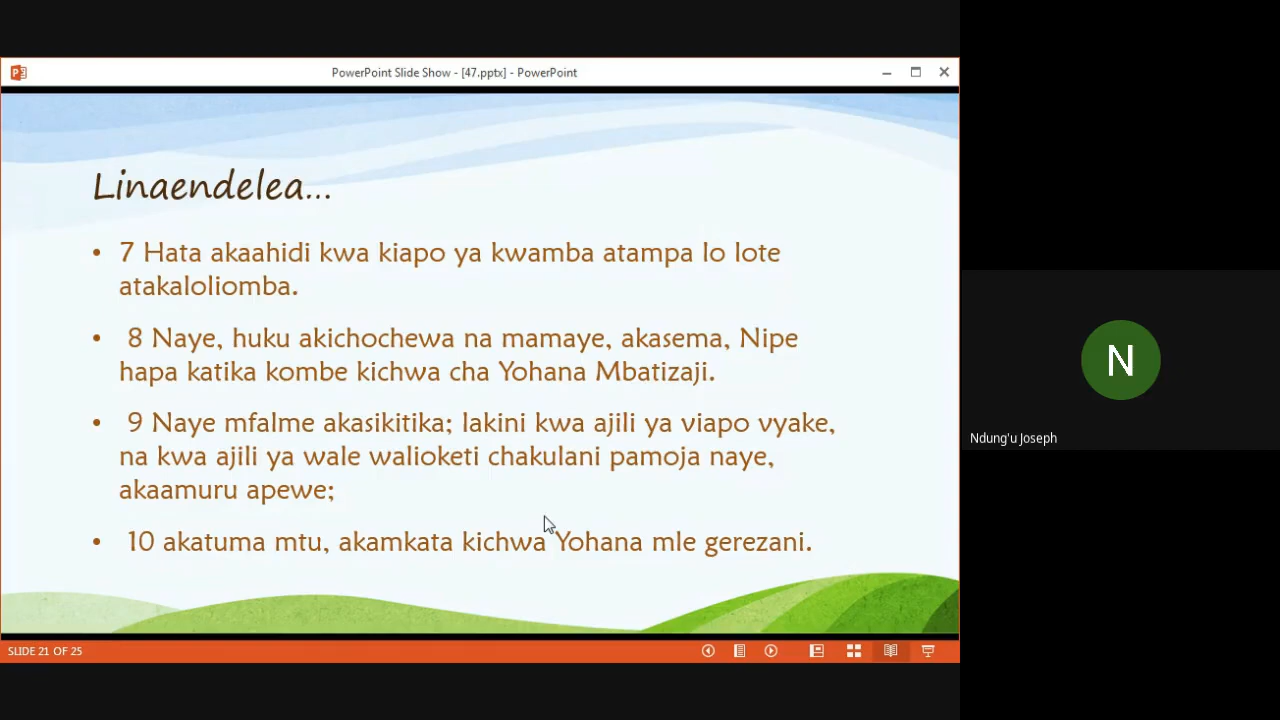 PowerPoint Slide Show - [47.pptx] - PowerPoint
Linaendelea...
• 7 Hata akaahidi kwa kiapo ya kwamba atampa lo lote
atakaloliomba.
• 8 Naye, huku akichochewa na mamaye, akasema, Nipe
hapa katika kombe kichwa cha Yohana Mbatizaji.
• 9 Naye mfalme akasikitika; lakini kwa ajili ya viapo vyake,
na kwa ajili ya wale walioketi chakulani pamoja naye,
akaamuru apewe;
• 10 akatuma mtu, akamkata kichwa Yohana mle gerezani.
SLIDE 21 OF 25
N
Ndung'u Joseph